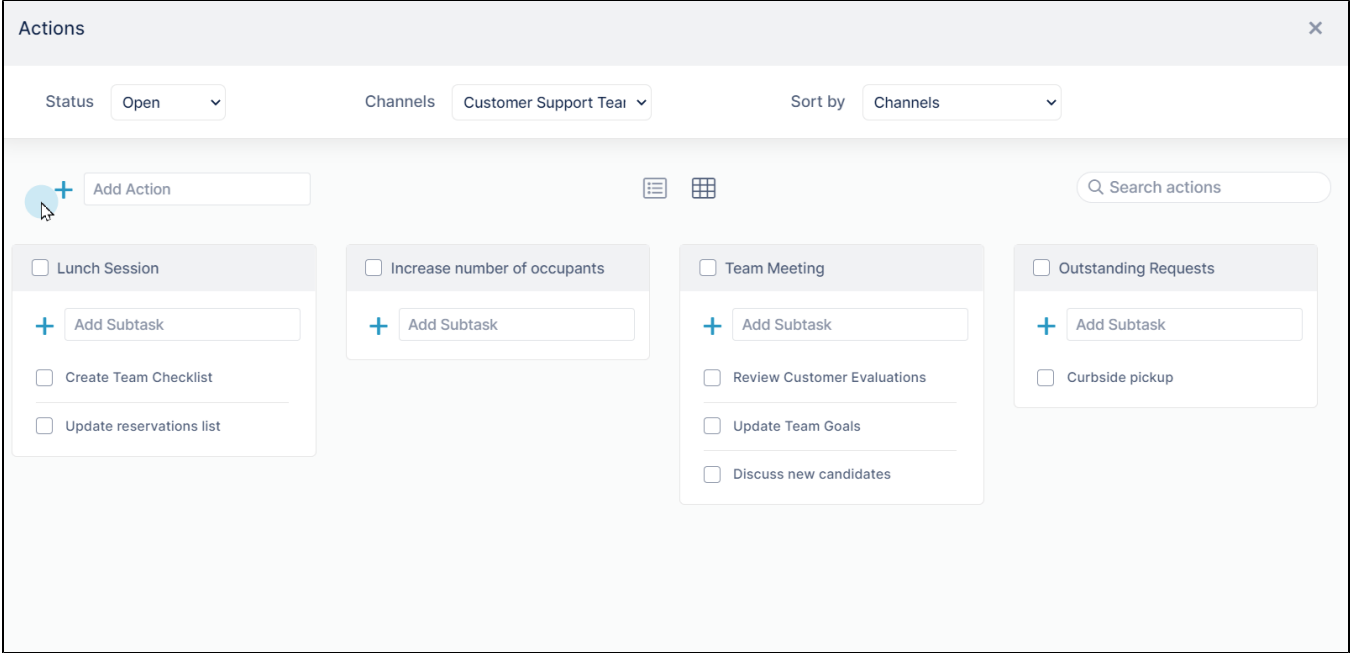 Actions
Status Open Channels Customer Support Tea Sort by Channels
Add Action Search actions
Lunch Session Increase number of occupants Team Meeting Outstanding Requests
Add Subtask Add Subtask Add Subtask Add Subtask
Create Team Checklist Review Customer Evaluations Curbside pickup
Update reservations list Update Team Goals
Discuss new candidates